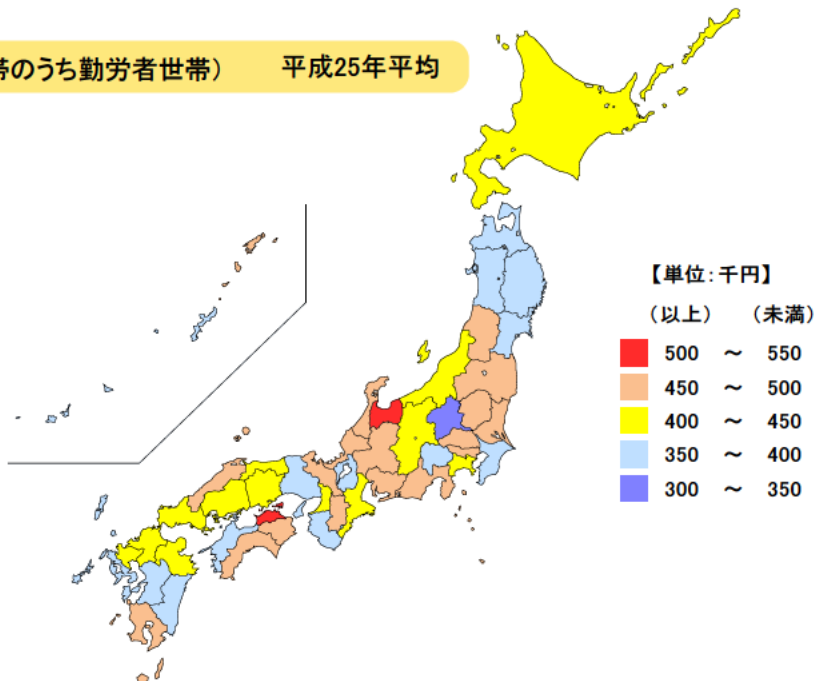 帯のうち勤労者世帯） 平成25年平均
【単位：千円】
（以上） （未満）
500 ～ 550
450 ～ 500
400 ～ 450
350 ～ 400
300 ～ 350